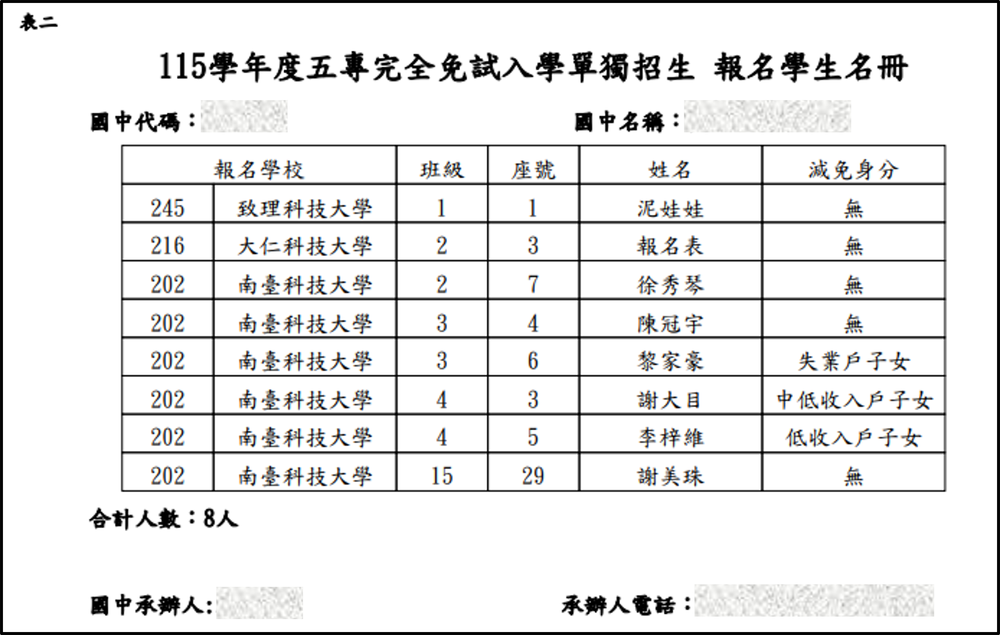 表二
115學年度五專完全免試入學單獨招生 報名學生名冊
國中代碼：
國中名稱：
報名學校 班級 座號 姓名 減免身分
245 致理科技大學 1 1 泥娃娃 無
216 大仁科技大學 2 3 報名表 無
202 南臺科技大學 2 7 徐秀琴 無
202 南臺科技大學 3 4 陳冠宇 無
202 南臺科技大學 3 6 黎家豪 失業戶子女
202 南臺科技大學 4 3 謝大目 中低收入戶子女
202 南臺科技大學 4 5 李梓維 低收入戶子女
202 南臺科技大學 15 29 謝美珠 無
合計人數：8人
國中承辦人:
承辦人電話：